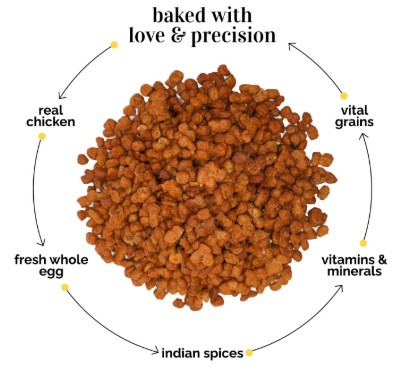 baked with
love & precision
real
chicken
fresh whole
egg
indian spices
vitamins &
minerals
vital
grains